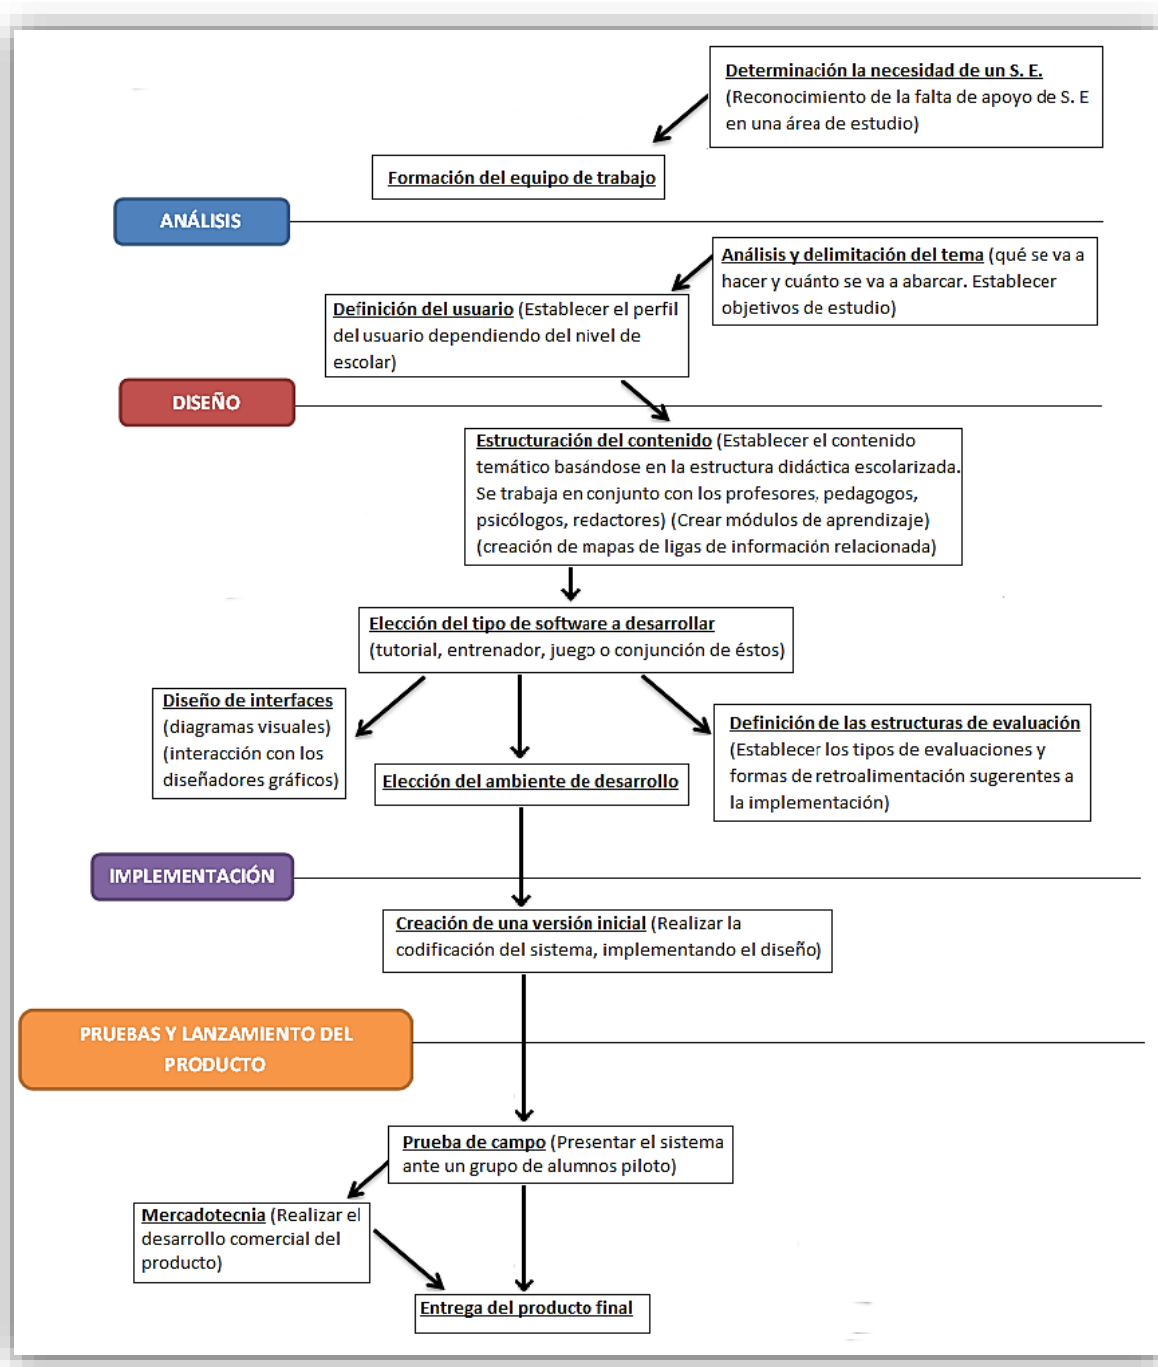 Determinación la necesidad de un S. E.
(Reconocimiento de la falta de apoyo de S. E
en una área de estudio)
Formación del equipo de trabajo
ANÁLISIS
Análisis y delimitación del tema (qué se va a
hacer y cuánto se va a abarcar. Establecer
objetivos de estudio)
Definición del usuario (Establecer el perfil
del usuario dependiendo del nivel de
escolar)
DISEÑO
Estructuración del contenido (Establecer el contenido
temático basándose en la estructura didáctica escolarizada.
Se trabaja en conjunto con los profesores, pedagogos,
psicólogos, redactores) (Crear módulos de aprendizaje)
(creación de mapas de ligas de información relacionada)
Elección del tipo de software a desarrollar
(tutorial, entrenador, juego o conjunción de éstos)
Diseño de interfaces
(diagramas visuales)
(interacción con los
diseñadores gráficos)
Elección del ambiente de desarrollo
Definición de las estructuras de evaluación
(Establecer los tipos de evaluaciones y
formas de retroalimentación sugerentes a
la implementación)
IMPLEMENTACIÓN
Creación de una versión inicial (Realizar la
codificación del sistema, implementando el diseño)
PRUEBAS Y LANZAMIENTO DEL
PRODUCTO
Prueba de campo (Presentar el sistema
ante un grupo de alumnos piloto)
Mercadotecnia (Realizar el
desarrollo comercial del
producto)
Entrega del producto final